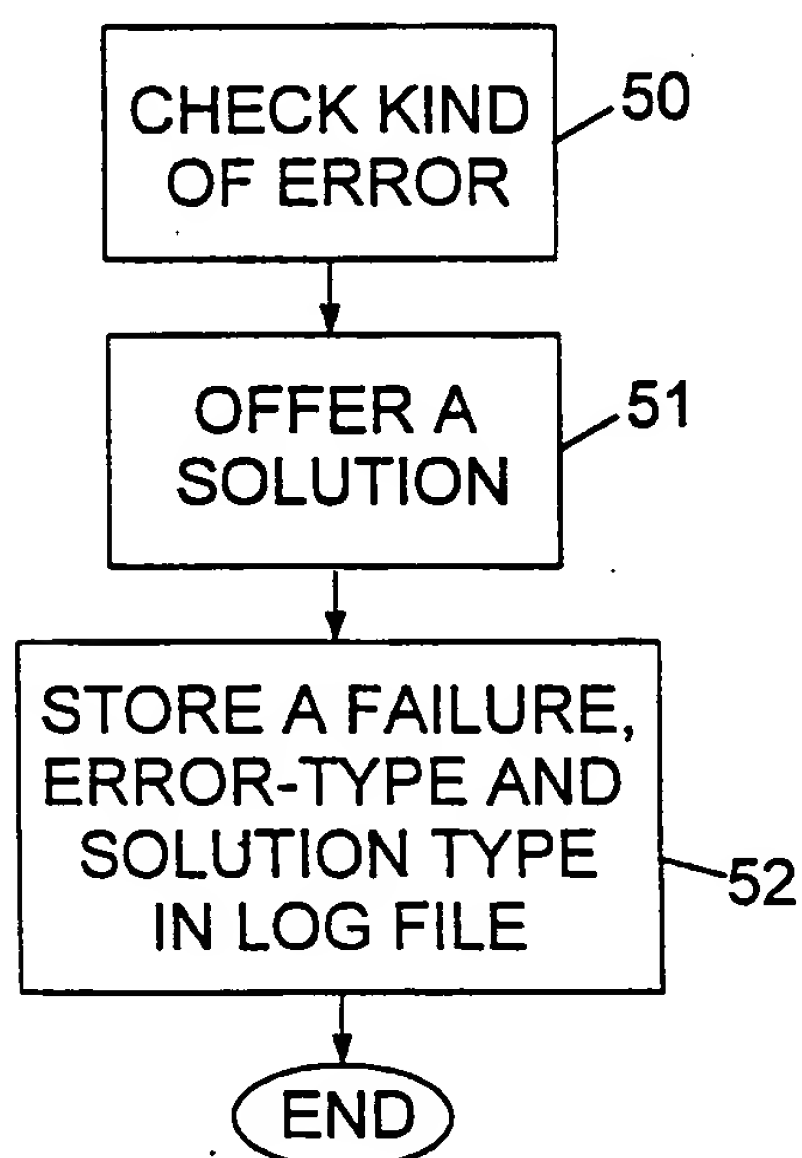 CHECK KIND
OF ERROR
50
OFFER A
SOLUTION
51
STORE A FAILURE,
ERROR-TYPE AND
SOLUTION TYPE
IN LOG FILE
52
END